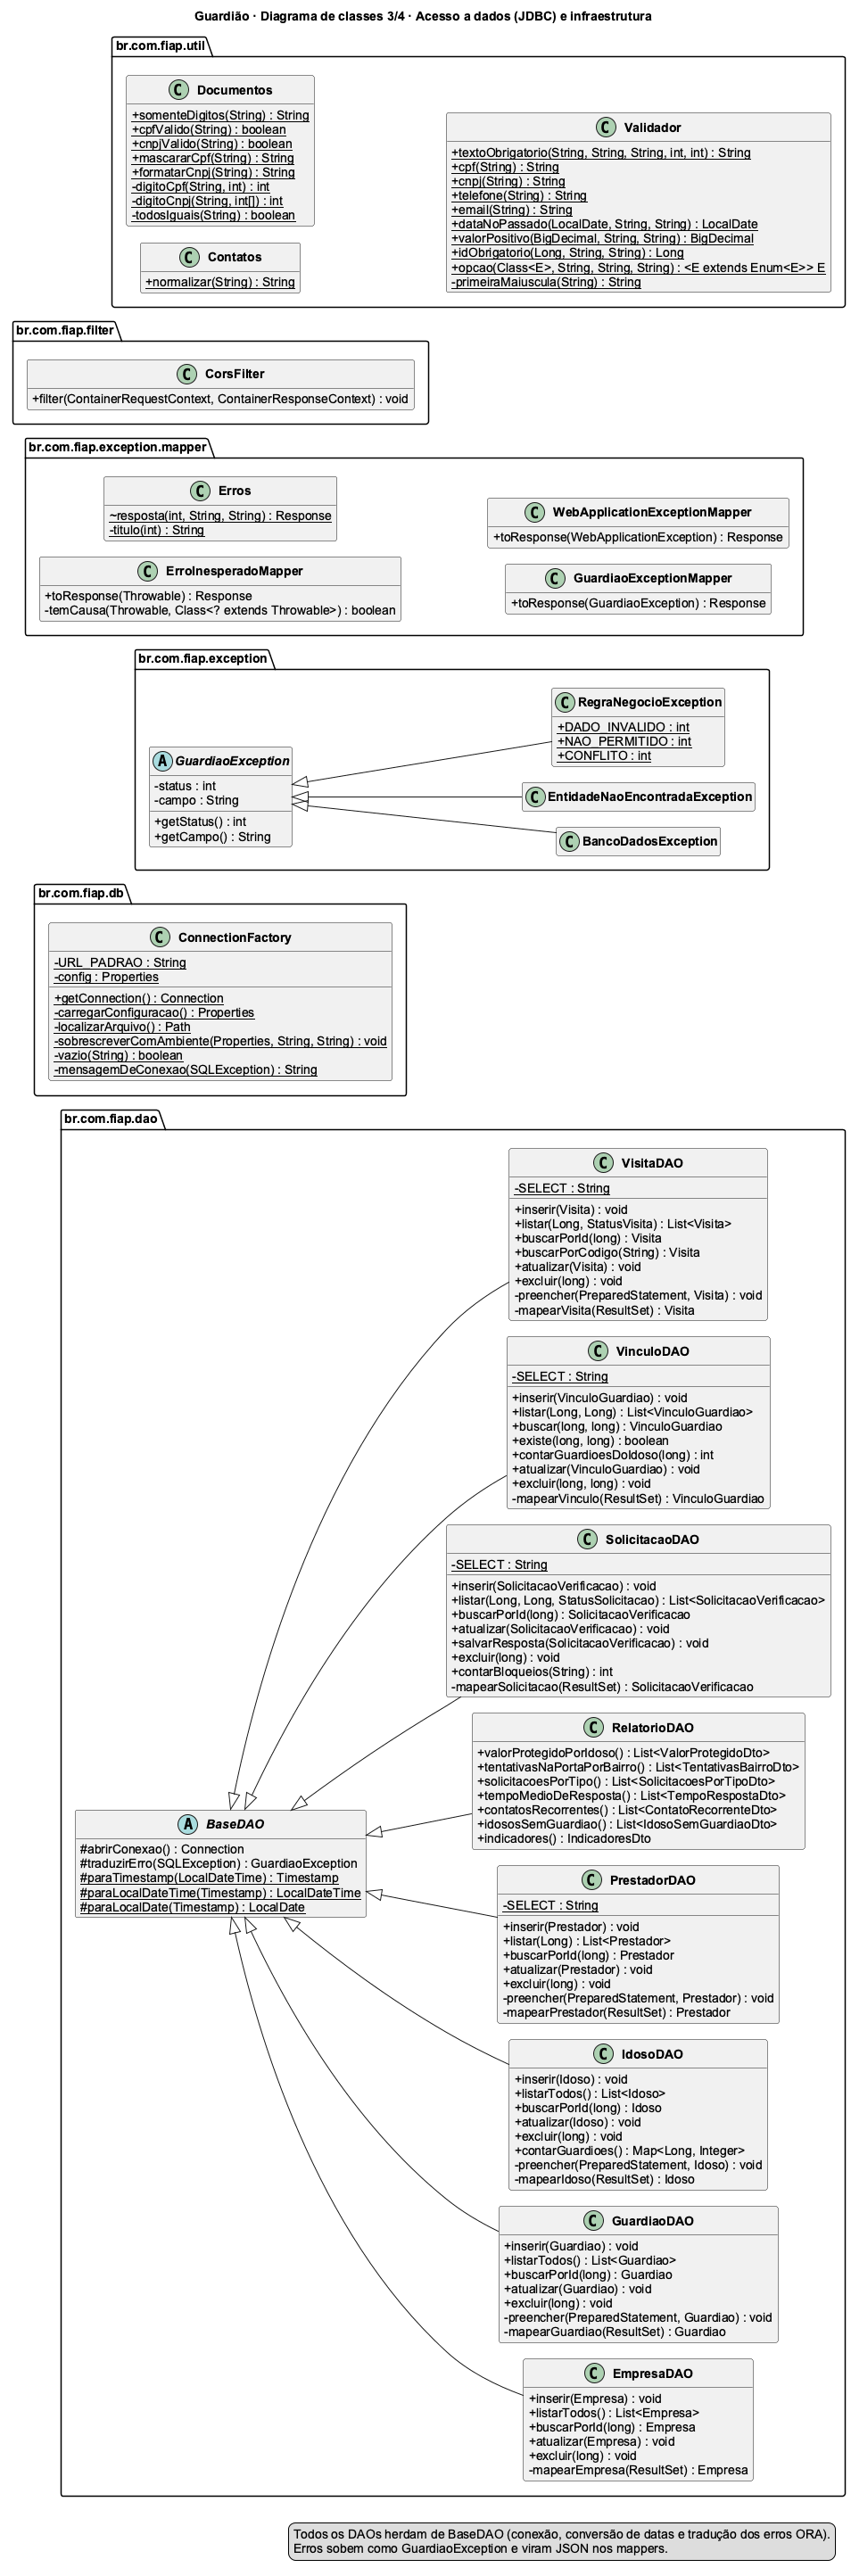 Guardião · Diagrama de classes 3/4 · Acesso a dados (JDBC) e infraestrutura
br.com.fiap.util
C Documentos
+somenteDigitos(String) : String
+cpfValido(String) : boolean
+cnpjValido(String) : boolean
+mascararCpf(String) : String
+formatarCnpj(String) : String
-digitoCpf(String, int) : int
-digitoCnpj(String, int[]) : int
-todosIguais(String) : boolean
C Contatos
+normalizar(String) : String
C Validador
+textoObrigatorio(String, String, String, int, int) : String
+cpf(String) : String
+cnpj(String) : String
+telefone(String) : String
+email(String) : String
+dataNoPassado(LocalDate, String, String) : LocalDate
+valorPositivo(BigDecimal, String, String) : BigDecimal
+idObrigatorio(Long, String, String) : Long
+opcao(Class<E>, String, String, String) : <E extends Enum<E>> E
-primeiraMaiuscula(String) : String
br.com.fiap.filter
C CorsFilter
+filter(ContainerRequestContext, ContainerResponseContext) : void
br.com.fiap.exception.mapper
C Erros
~resposta(int, String, String) : Response
-titulo(int) : String
C ErroInesperadoMapper
+toResponse(Throwable) : Response
-temCausa(Throwable, Class<? extends Throwable>) : boolean
C WebApplicationExceptionMapper
+toResponse(WebApplicationException) : Response
C GuardiaoExceptionMapper
+toResponse(GuardiaoException) : Response
br.com.fiap.exception
A GuardiaoException
-status : int
-campo : String
+getStatus() : int
+getCampo() : String
C RegraNegocioException
+DADO_INVALIDO : int
+NAO_PERMITIDO : int
+CONFLITO : int
C EntidadeNaoEncontradaException
C BancoDadosException
br.com.fiap.db
C ConnectionFactory
-URL_PADRAO : String
-config : Properties
+getConnection() : Connection
-carregarConfiguracao() : Properties
-localizarArquivo() : Path
-sobrescreverComAmbiente(Properties, String, String) : void
-vazio(String) : boolean
-mensagemDeConexao(SQLException) : String
br.com.fiap.dao
C VisitaDAO
-SELECT : String
+inserir(Visita) : void
+listar(Long, StatusVisita) : List<Visita>
+buscarPorId(long) : Visita
+buscarPorCodigo(String) : Visita
+atualizar(Visita) : void
+excluir(long) : void
-preencher(PreparedStatement, Visita) : void
-mapearVisita(ResultSet) : Visita
C VinculoDAO
-SELECT : String
+inserir(VinculoGuardiao) : void
+listar(Long, Long) : List<VinculoGuardiao>
+buscar(long, long) : VinculoGuardiao
+existe(long, long) : boolean
+contarGuardioesDoIdoso(long) : int
+atualizar(VinculoGuardiao) : void
+excluir(long, long) : void
-mapearVinculo(ResultSet) : VinculoGuardiao
C SolicitacaoDAO
-SELECT : String
+inserir(SolicitacaoVerificacao) : void
+listar(Long, Long, StatusSolicitacao) : List<SolicitacaoVerificacao>
+buscarPorId(long) : SolicitacaoVerificacao
+atualizar(SolicitacaoVerificacao) : void
+salvarResposta(SolicitacaoVerificacao) : void
+excluir(long) : void
+contarBloqueios(String) : int
-mapearSolicitacao(ResultSet) : SolicitacaoVerificacao
C RelatorioDAO
+valorProtegidoPorIdoso() : List<ValorProtegidoDto>
+tentativasNaPortaPorBairro() : List<TentativasBairroDto>
+solicitacoesPorTipo() : List<SolicitacoesPorTipoDto>
+tempoMedioDeResposta() : List<TempoRespostaDto>
+contatosRecorrentes() : List<ContatoRecorrenteDto>
+idososSemGuardiao() : List<IdosoSemGuardiaoDto>
+indicadores() : IndicadoresDto
A BaseDAO
#abrirConexao() : Connection
#traduzirErro(SQLException) : GuardiaoException
#paraTimestamp(LocalDateTime) : Timestamp
#paraLocalDateTime(Timestamp) : LocalDateTime
#paraLocalDate(Timestamp) : LocalDate
C PrestadorDAO
-SELECT : String
+inserir(Prestador) : void
+listar(Long) : List<Prestador>
+buscarPorId(long) : Prestador
+atualizar(Prestador) : void
+excluir(long) : void
-preencher(PreparedStatement, Prestador) : void
-mapearPrestador(ResultSet) : Prestador
C IdosoDAO
+inserir(Idoso) : void
+listarTodos() : List<Idoso>
+buscarPorId(long) : Idoso
+atualizar(Idoso) : void
+excluir(long) : void
+contarGuardioes() : Map<Long, Integer>
-preencher(PreparedStatement, Idoso) : void
-mapearIdoso(ResultSet) : Idoso
C GuardiaoDAO
+inserir(Guardiao) : void
+listarTodos() : List<Guardiao>
+buscarPorId(long) : Guardiao
+atualizar(Guardiao) : void
+excluir(long) : void
-preencher(PreparedStatement, Guardiao) : void
-mapearGuardiao(ResultSet) : Guardiao
C EmpresaDAO
+inserir(Empresa) : void
+listarTodos() : List<Empresa>
+buscarPorId(long) : Empresa
+atualizar(Empresa) : void
+excluir(long) : void
-mapearEmpresa(ResultSet) : Empresa
Todos os DAOs herdam de BaseDAO (conexão, conversão de datas e tradução dos erros ORA).
Erros sobem como GuardiaoException e viram JSON nos mappers.